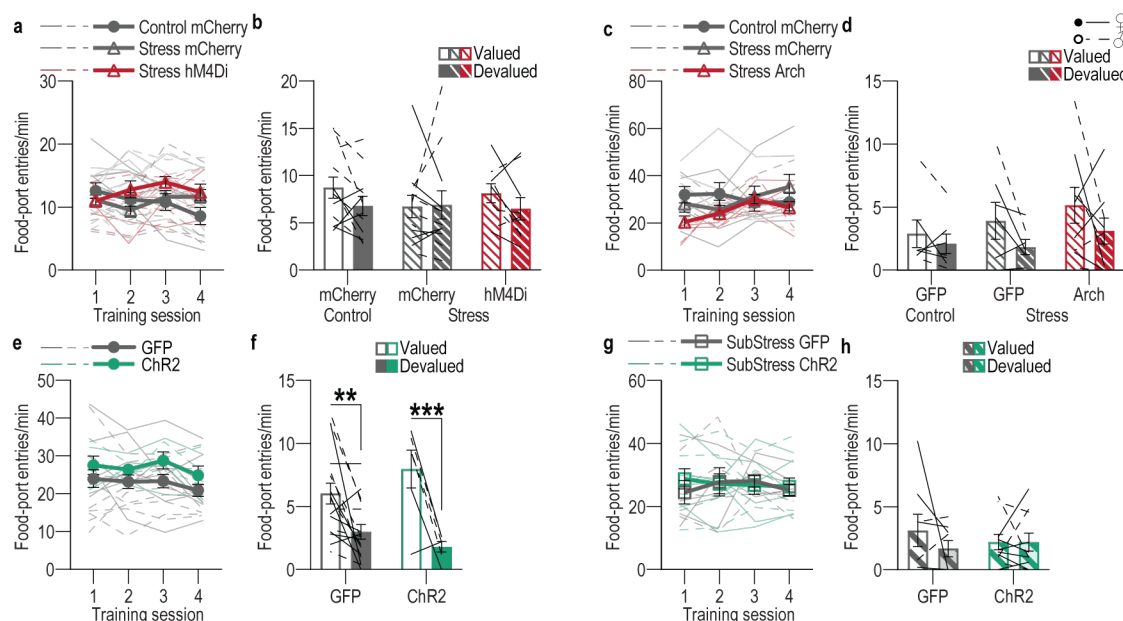 a
Control mCherry
Stress mCherry
Stress hM4Di
Food-port entries/min
30
20
10
0
1 2 3 4
Training session
b
Valued
Devalued
Food-port entries/min
20
15
10
5
0
mCherry mCherry hM4Di
Control Stress
c
Control mCherry
Stress mCherry
Stress Arch
Food-port entries/min
80
60
40
20
0
1 2 3 4
Training session
d
Valued
Devalued
Food-port entries/min
15
10
5
0
GFP GFP Arch
Control Stress
e
GFP
ChR2
Food-port entries/min
50
40
30
20
10
0
1 2 3 4
Training session
f
Valued
Devalued
Food-port entries/min
15
10
5
0
** ***
GFP ChR2
g
SubStress GFP
SubStress ChR2
Food-port entries/min
60
40
20
0
1 2 3 4
Training session
h
Valued
Devalued
Food-port entries/min
15
10
5
0
GFP ChR2